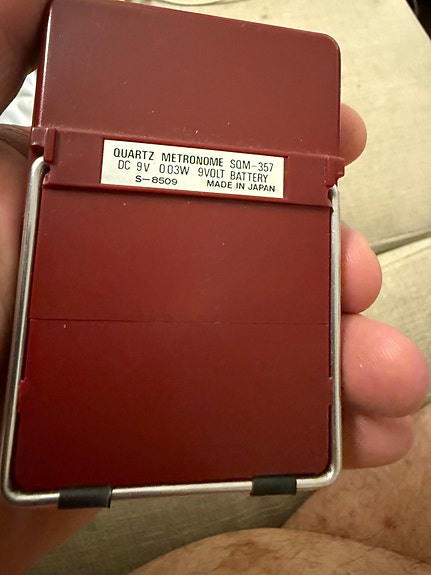 QUARTZ METRONOME SQM-357
DC 9V 0.03W 9VOLT BATTERY
S-8509 MADE IN JAPAN